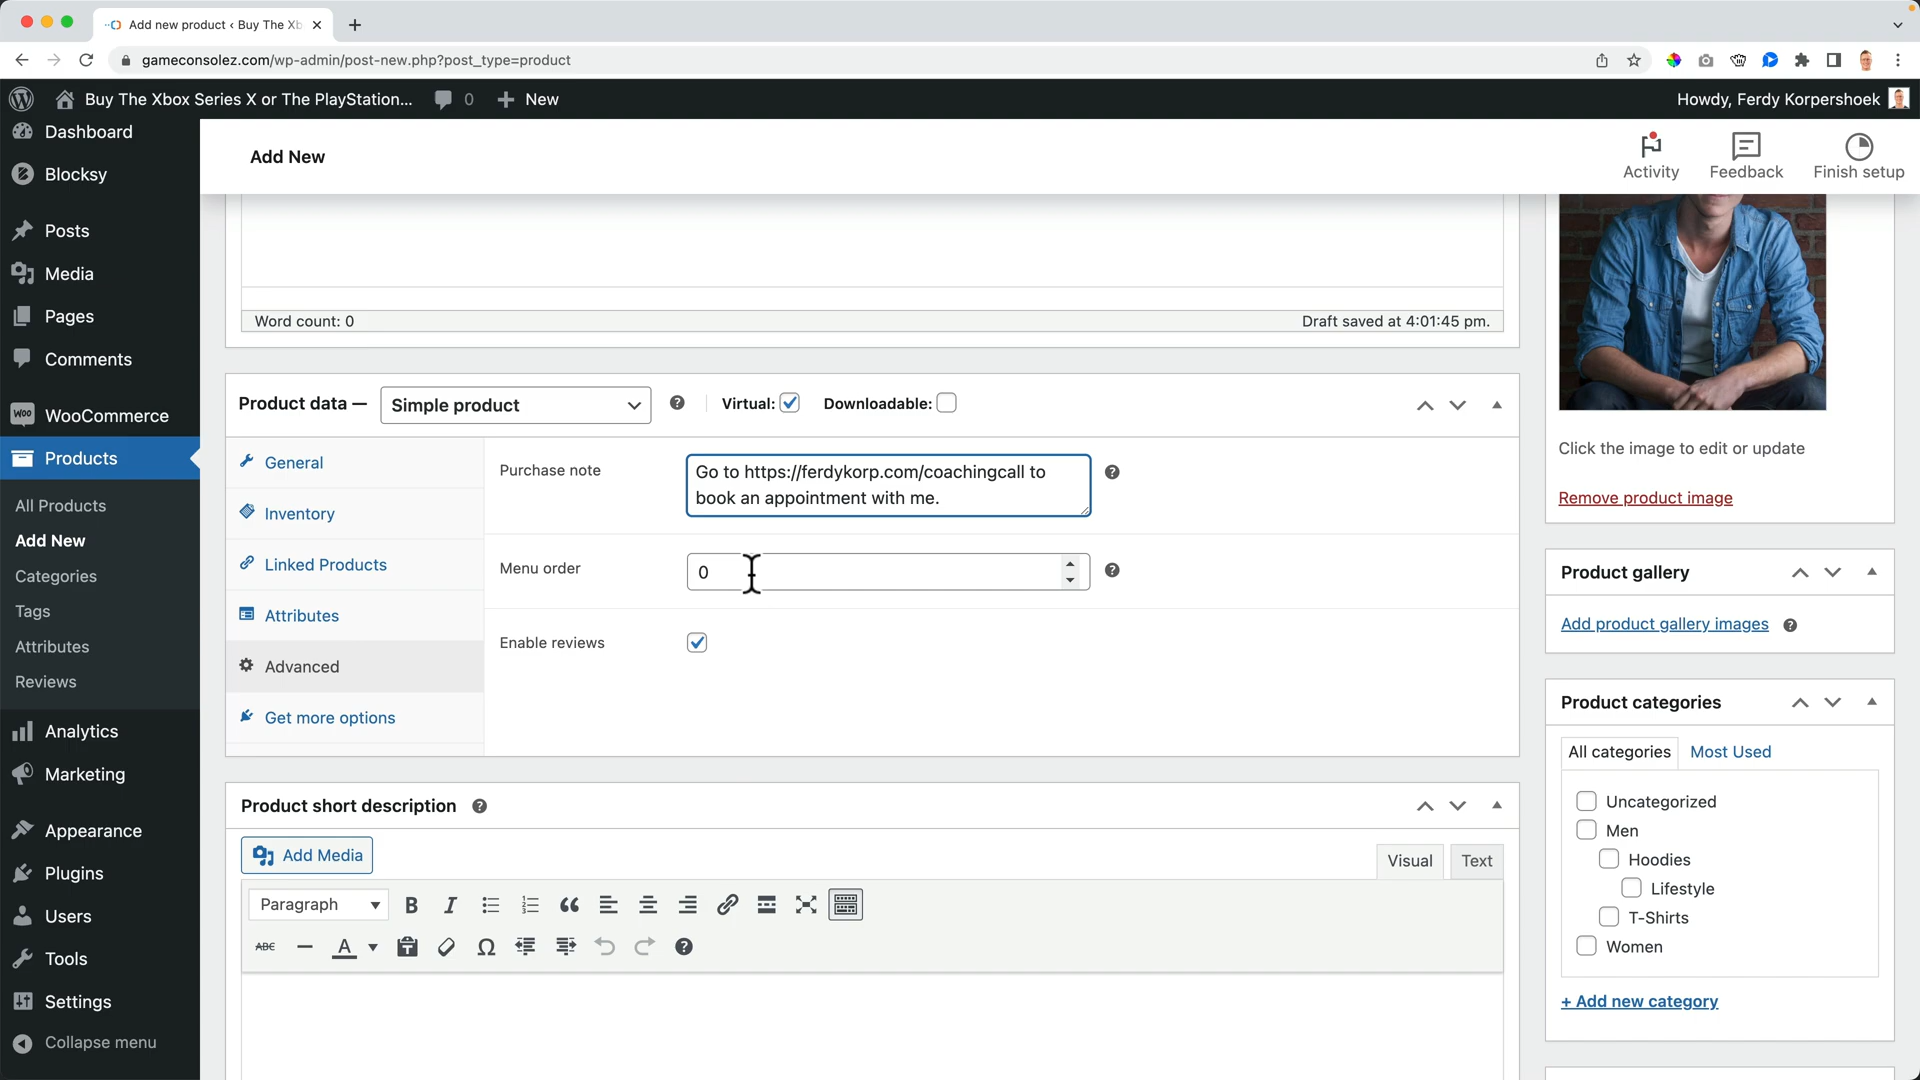 Add new product ‹ Buy The Xb
gameconsolez.com/wp-admin/post-new.php?post_type=product
Buy The Xbox Series X or The PlayStation...
0
New
Howdy, Ferdy Korpershoek
Dashboard
Blocksy
Posts
Media
Pages
Comments
WOO
WooCommerce
Products
All Products
Add New
Categories
Tags
Attributes
Reviews
Analytics
Marketing
Appearance
Plugins
Users
Tools
Settings
Collapse menu
Add New
Activity
Feedback
Finish setup
Word count: 0
Draft saved at 4:01:45 pm.
Product data —
Simple product
Virtual:
Downloadable:
General
Inventory
Linked Products
Attributes
Advanced
Get more options
Purchase note
Go to https://ferdykorp.com/coachingcall to
book an appointment with me.
Menu order
0
Enable reviews
Product short description
Add Media
Visual
Text
Paragraph
ABC
Click the image to edit or update
Remove product image
Product gallery
Add product gallery images
Product categories
All categories
Most Used
Uncategorized
Men
Hoodies
Lifestyle
T-Shirts
Women
+ Add new category